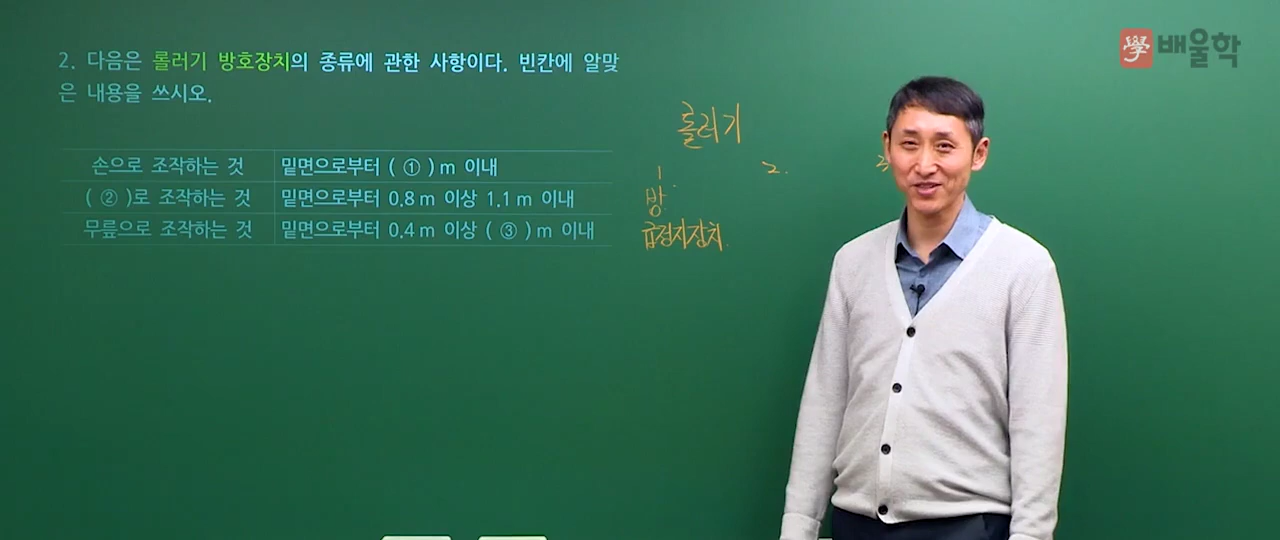 學 배울학
2. 다음은 롤러기 방호장치의 종류에 관한 사항이다. 빈칸에 알맞
은 내용을 쓰시오.
손으로 조작하는 것 밑면으로부터 ( ① ) m 이내
( ② )로 조작하는 것 밑면으로부터 0.8 m 이상 1.1 m 이내
무릎으로 조작하는 것 밑면으로부터 0.4 m 이상 ( ③ ) m 이내
롤러기
1. 2. 3
방
급정지장치.